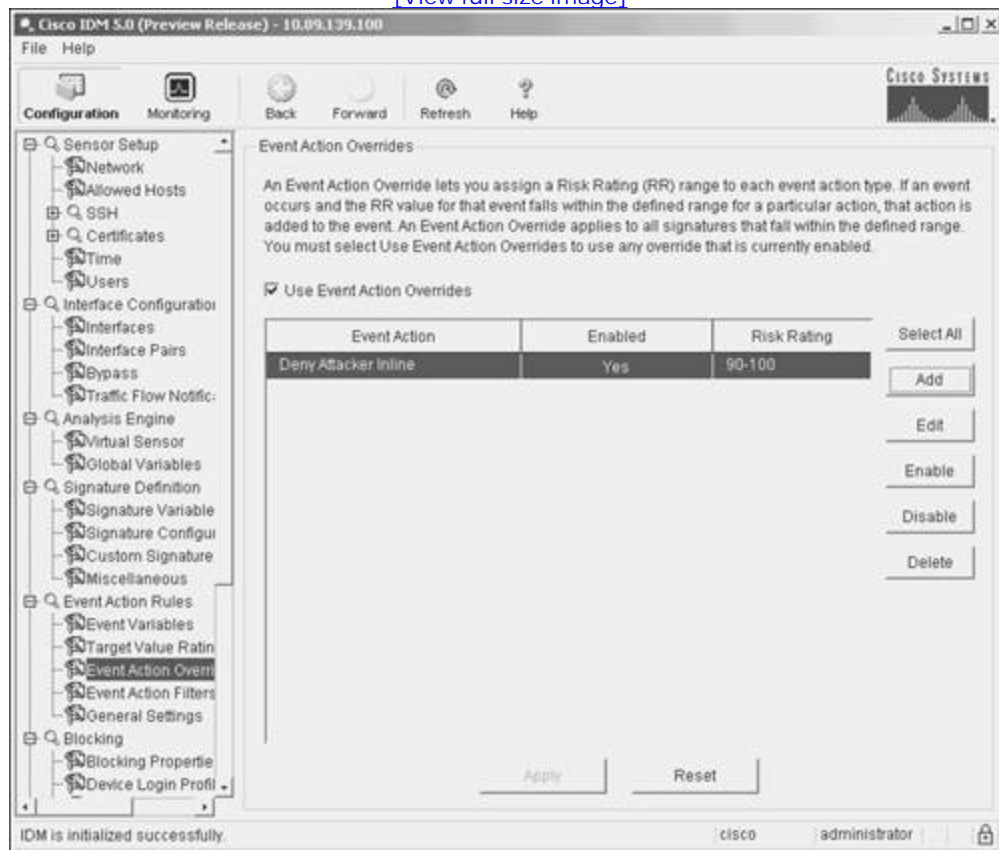 [View full size image]
Cisco IDM 5.0 (Preview Release) - 10.89.139.100
File Help
Configuration Monitoring Back Forward Refresh Help
CISCO SYSTEMS
Sensor Setup
Network
Allowed Hosts
SSH
Certificates
Time
Users
Interface Configuration
Interfaces
Interface Pairs
Bypass
Traffic Flow Notific
Analysis Engine
Virtual Sensor
Global Variables
Signature Definition
Signature Variable
Signature Configur
Custom Signature
Miscellaneous
Event Action Rules
Event Variables
Target Value Ratin
Event Action Overri
Event Action Filters
General Settings
Blocking
Blocking Propertie
Device Login Profil
Event Action Overrides
An Event Action Override lets you assign a Risk Rating (RR) range to each event action type. If an event
occurs and the RR value for that event falls within the defined range for a particular action, that action is
added to the event. An Event Action Override applies to all signatures that fall within the defined range.
You must select Use Event Action Overrides to use any override that is currently enabled.
Use Event Action Overrides
Event Action Enabled Risk Rating
Deny Attacker Inline Yes 90-100
Select All
Add
Edit
Enable
Disable
Delete
Apply Reset
IDM is initialized successfully. cisco administrator